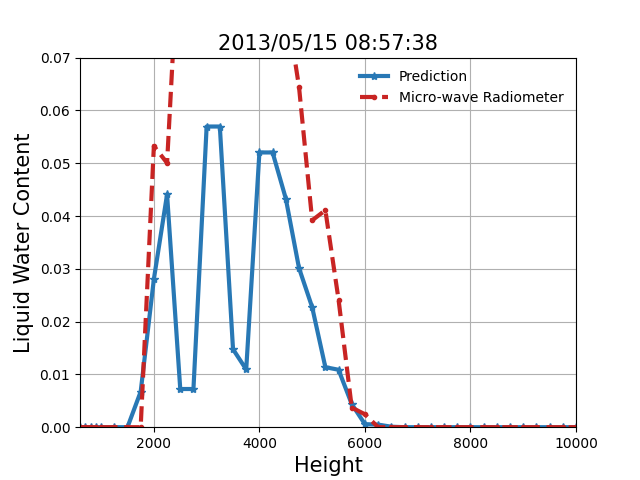 2013/05/15 08:57:38
0.07
0.06
0.05
0.04
0.03
0.02
0.01
0.00
Liquid Water Content
Prediction
Micro-wave Radiometer
2000 4000 6000 8000 10000
Height